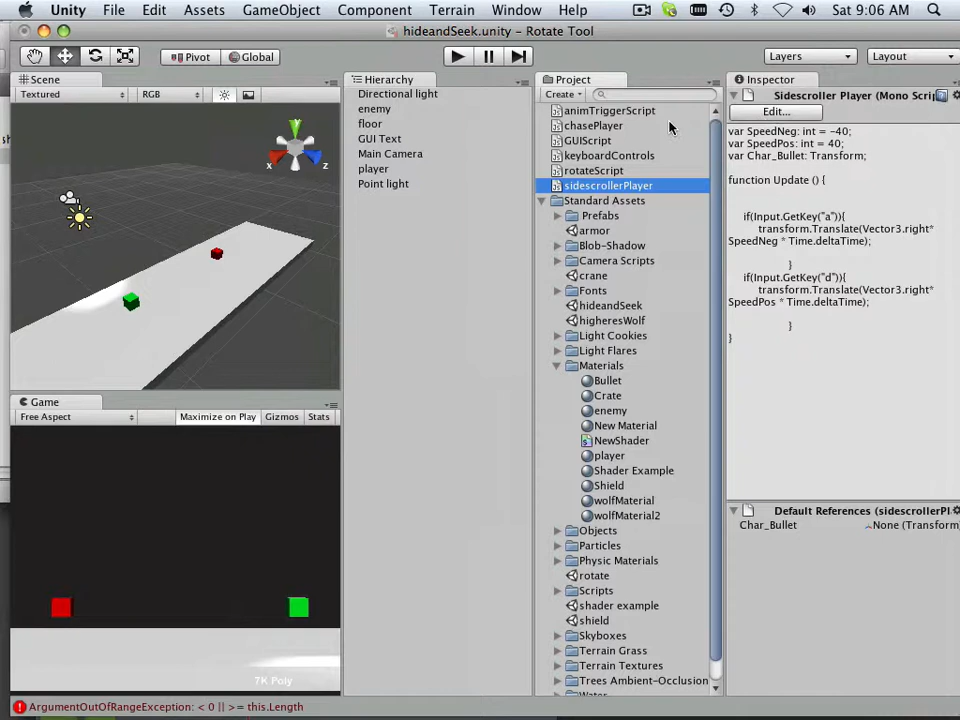 Unity File Edit Assets GameObject Component Terrain Window Help Sat 9:06 AM
hideandSeek.unity - Rotate Tool
Pivot Global Layers Layout
Scene
Textured RGB
Hierarchy
Directional light
enemy
floor
GUI Text
Main Camera
player
Point light
Game
Free Aspect Maximize on Play Gizmos Stats
7K Poly
Project
Create
animTriggerScript
chasePlayer
GUIScript
keyboardControls
rotateScript
sidescrollerPlayer
Standard Assets
Prefabs
armor
Blob-Shadow
Camera Scripts
crane
Fonts
hideandSeek
higheresWolf
Light Cookies
Light Flares
Materials
Bullet
Crate
enemy
New Material
NewShader
player
Shader Example
Shield
wolfMaterial
wolfMaterial2
Objects
Particles
Physic Materials
rotate
Scripts
shader example
shield
Skyboxes
Terrain Grass
Terrain Textures
Trees Ambient-Occlusion
Water
Inspector
Sidescroller Player (Mono Scrip
Edit...
var SpeedNeg: int = -40;
var SpeedPos: int = 40;
var Char_Bullet: Transform;
function Update () {
if(Input.GetKey("a")){
transform.Translate(Vector3.right*
SpeedNeg * Time.deltaTime);
}
if(Input.GetKey("d")){
transform.Translate(Vector3.right*
SpeedPos * Time.deltaTime);
}
}
Default References (sidescrollerPl
Char_Bullet None (Transform)
ArgumentOutOfRangeException: < 0 || >= this.Length